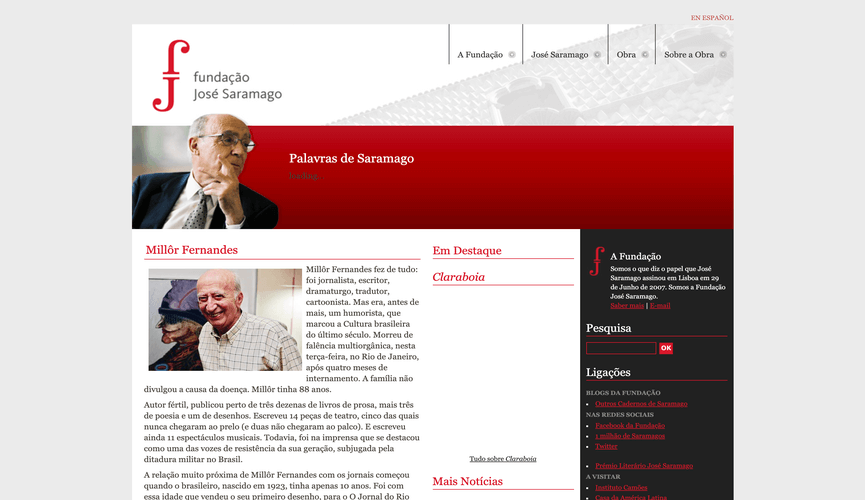 EN ESPAÑOL
A Fundação
José Saramago
Obra
Sobre a Obra
fundação
José Saramago
Palavras de Saramago
Millôr Fernandes
Millôr Fernandes fez de tudo:
foi jornalista, escritor,
dramaturgo, tradutor,
cartoonista. Mas era, antes de
mais, um humorista, que
marcou a Cultura brasileira
do último século. Morreu de
falência multiorgânica, nesta
terça-feira, no Rio de Janeiro,
após quatro meses de
internamento. A família não
divulgou a causa da doença. Millôr tinha 88 anos.
Autor fértil, publicou perto de três dezenas de livros de prosa, mais três
de poesia e um de desenhos. Escreveu 14 peças de teatro, cinco das quais
nunca chegaram ao prelo (e duas não chegaram ao palco). E escreveu
ainda 11 espectáculos musicais. Todavia, foi na imprensa que se destacou
como uma das vozes de resistência da sua geração, subjugada pela
ditadura militar no Brasil.
A relação muito próxima de Millôr Fernandes com os jornais começou
quando o brasileiro, nascido em 1923, tinha apenas 10 anos. Foi com
essa idade que vendeu o seu primeiro desenho, para o O Jornal do Rio
Em Destaque
Claraboia
Tudo sobre Claraboia
Mais Notícias
A Fundação
Somos o que diz o papel que José
Saramago assinou em Lisboa em 29
de Junho de 2007. Somos a Fundação
José Saramago.
Saber mais | E-mail
Pesquisa
OK
Ligações
BLOGS DA FUNDAÇÃO
Outros Cadernos de Saramago
NAS REDES SOCIAIS
Facebook da Fundação
1 milhão de Saramagos
Twitter
Prémio Literário José Saramago
A VISITAR
Instituto Camões
Casa da América Latina